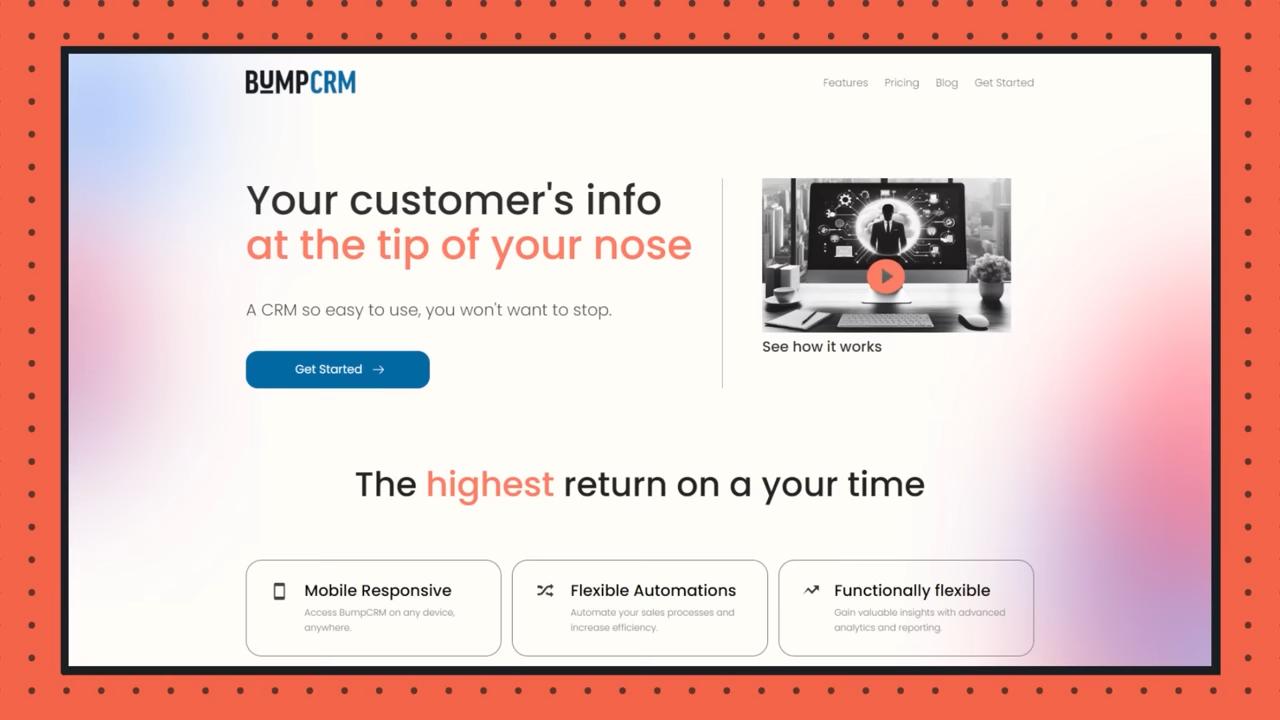 BUMPCRM
Features Pricing Blog Get Started
Your customer's info
at the tip of your nose
A CRM so easy to use, you won't want to stop.
Get Started →
See how it works
The highest return on a your time
Mobile Responsive
Access BumpCRM on any device,
anywhere.
Flexible Automations
Automate your sales processes and
increase efficiency.
Functionally flexible
Gain valuable insights with advanced
analytics and reporting.